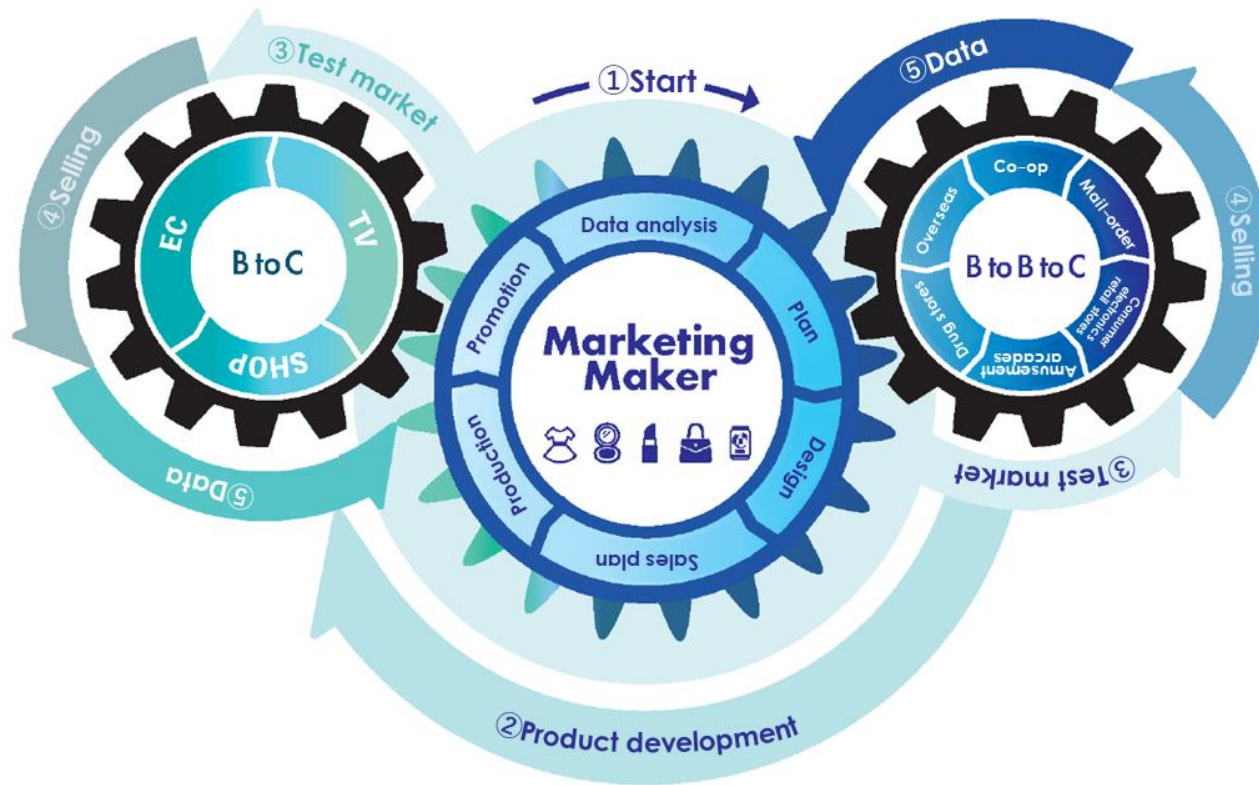 ①Start
②Product development
③Test market
④Selling
⑤Data
EC
TV
SHOP
B to C
Data analysis
Plan
Design
Sales plan
Production
Promotion
Marketing
Maker
⑤Data
④Selling
③Test market
Co-op
Mail-order
Consumer
electronics
retail stores
Amusement
arcades
Drug stores
Overseas
B to B to C